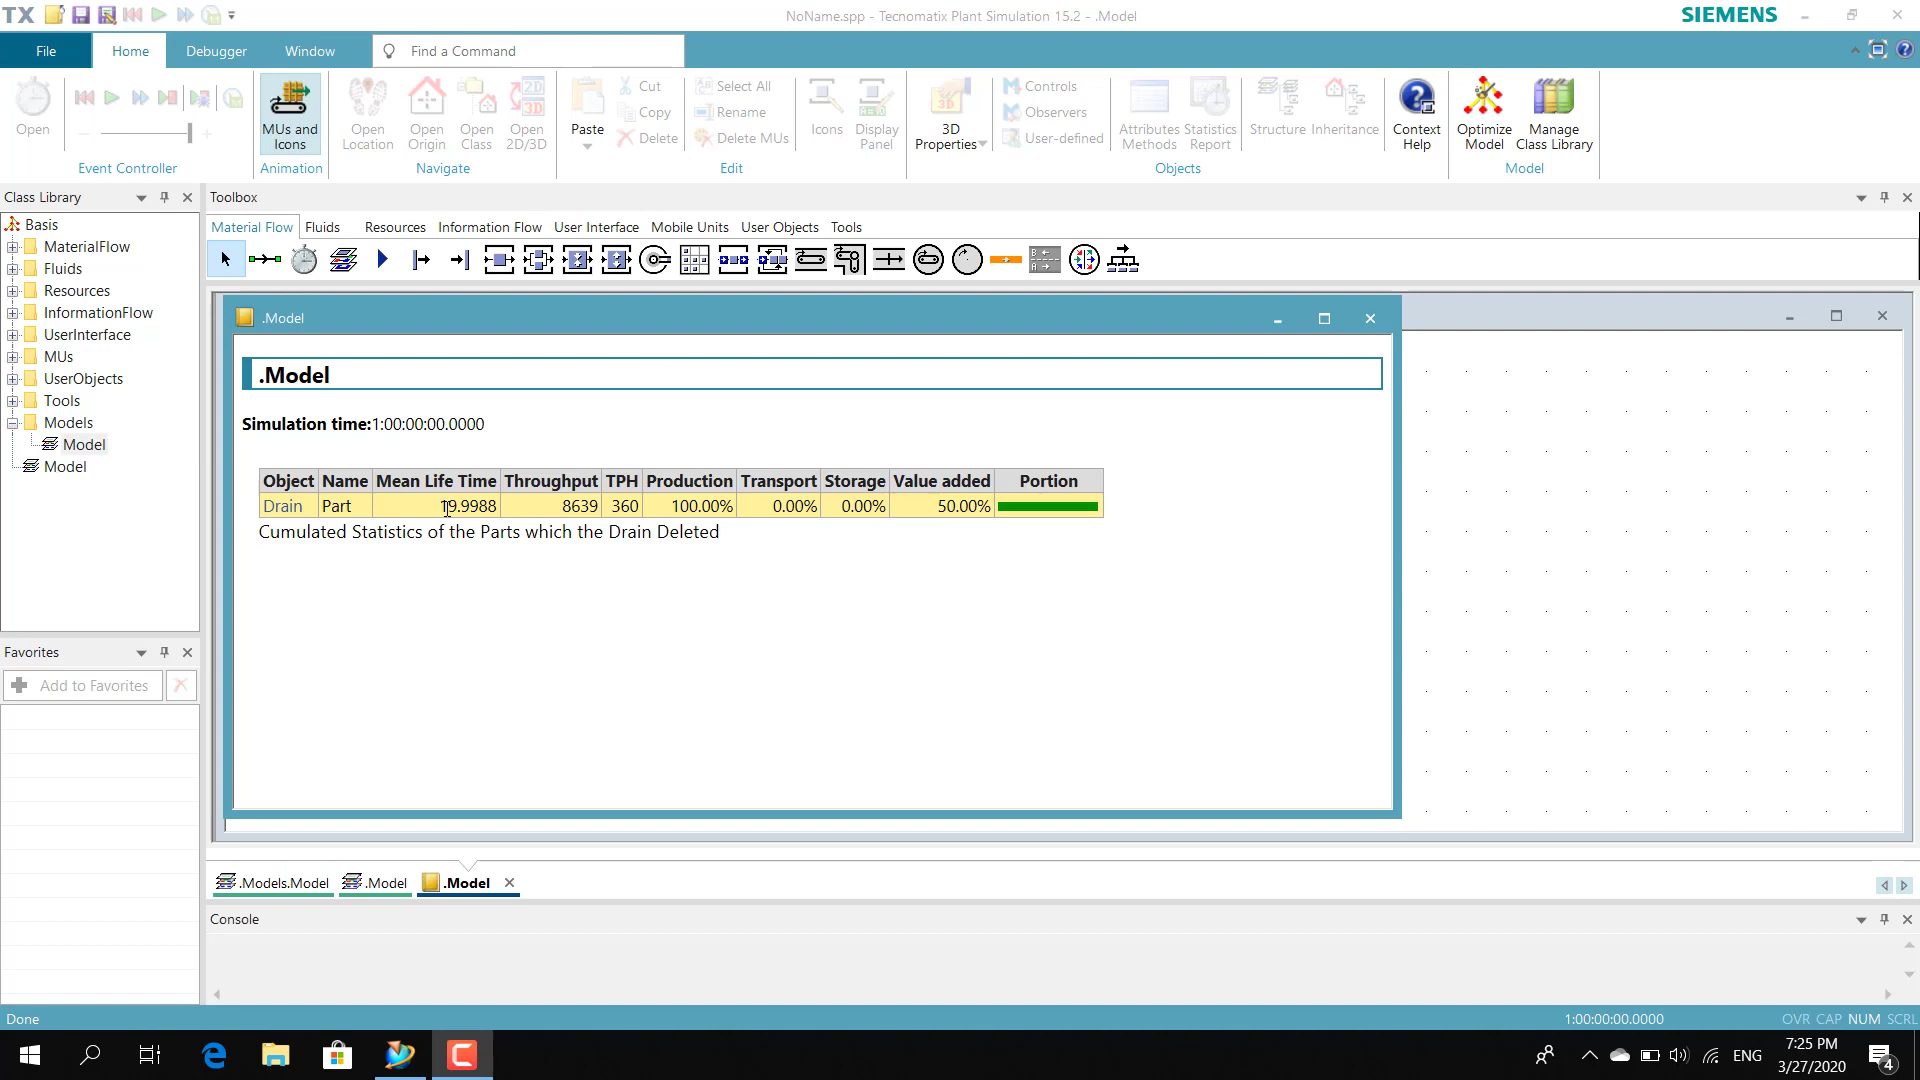 TX NoName.spp - Tecnomatix Plant Simulation 15.2 - .Model SIEMENS
File Home Debugger Window Find a Command
Open MUs and Icons Open Location Open Origin Open Class Open 2D/3D Paste Cut Copy Delete Select All Rename Delete MUs Icons Display Panel 3D Properties Controls Observers User-defined Attributes Methods Statistics Report Structure Inheritance Context Help Optimize Model Manage Class Library
Event Controller Animation Navigate Edit Objects Model
Class Library
Toolbox
Basis
MaterialFlow
Fluids
Resources
InformationFlow
UserInterface
MUs
UserObjects
Tools
Models
Model
Model
Material Flow Fluids Resources Information Flow User Interface Mobile Units User Objects Tools
.Model
.Model
Simulation time:1:00:00:00.0000
Object Name Mean Life Time Throughput TPH Production Transport Storage Value added Portion
Drain Part 19.9988 8639 360 100.00% 0.00% 0.00% 50.00%
Cumulated Statistics of the Parts which the Drain Deleted
Favorites
Add to Favorites
.Models.Model .Model .Model
Console
Done 1:00:00:00.0000 OVR CAP NUM SCRL
ENG 7:25 PM
3/27/2020 4